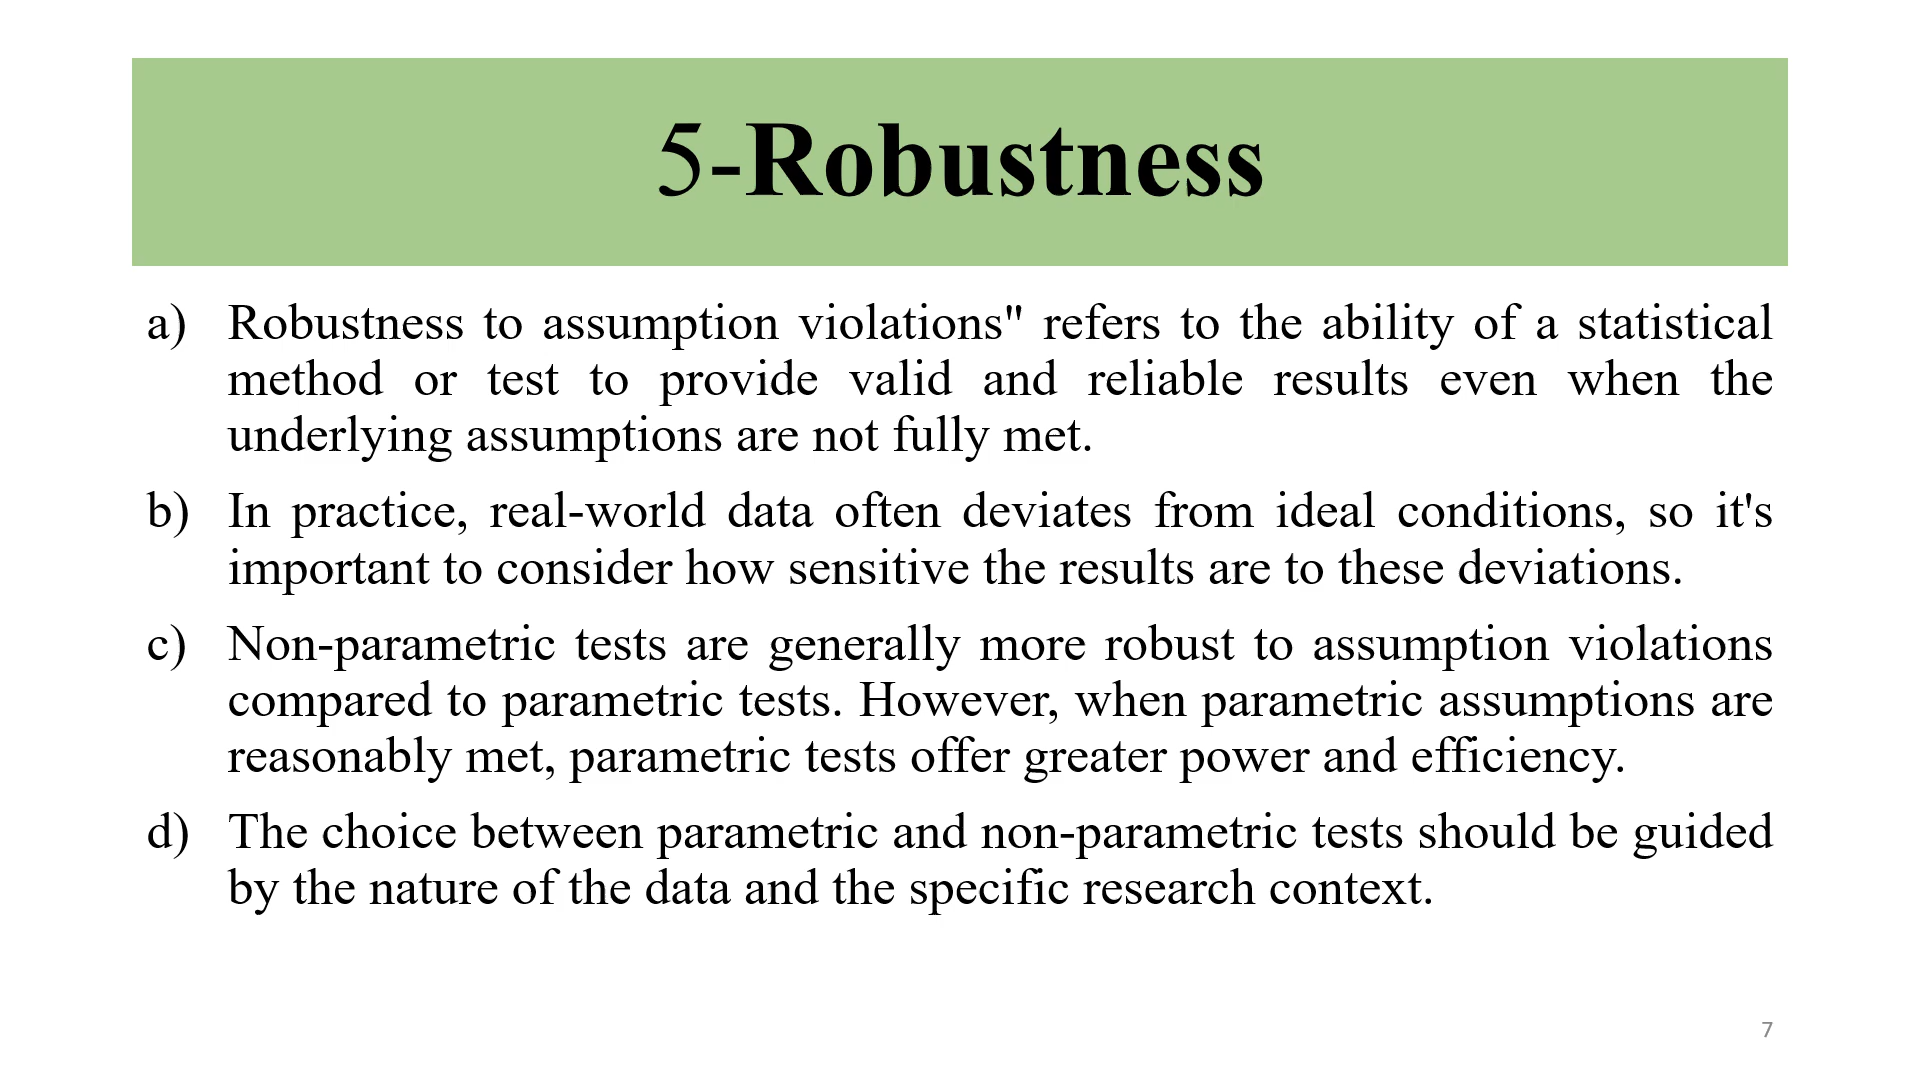 5-Robustness
a) Robustness to assumption violations" refers to the ability of a statistical
method or test to provide valid and reliable results even when the
underlying assumptions are not fully met.
b) In practice, real-world data often deviates from ideal conditions, so it's
important to consider how sensitive the results are to these deviations.
c) Non-parametric tests are generally more robust to assumption violations
compared to parametric tests. However, when parametric assumptions are
reasonably met, parametric tests offer greater power and efficiency.
d) The choice between parametric and non-parametric tests should be guided
by the nature of the data and the specific research context.
7